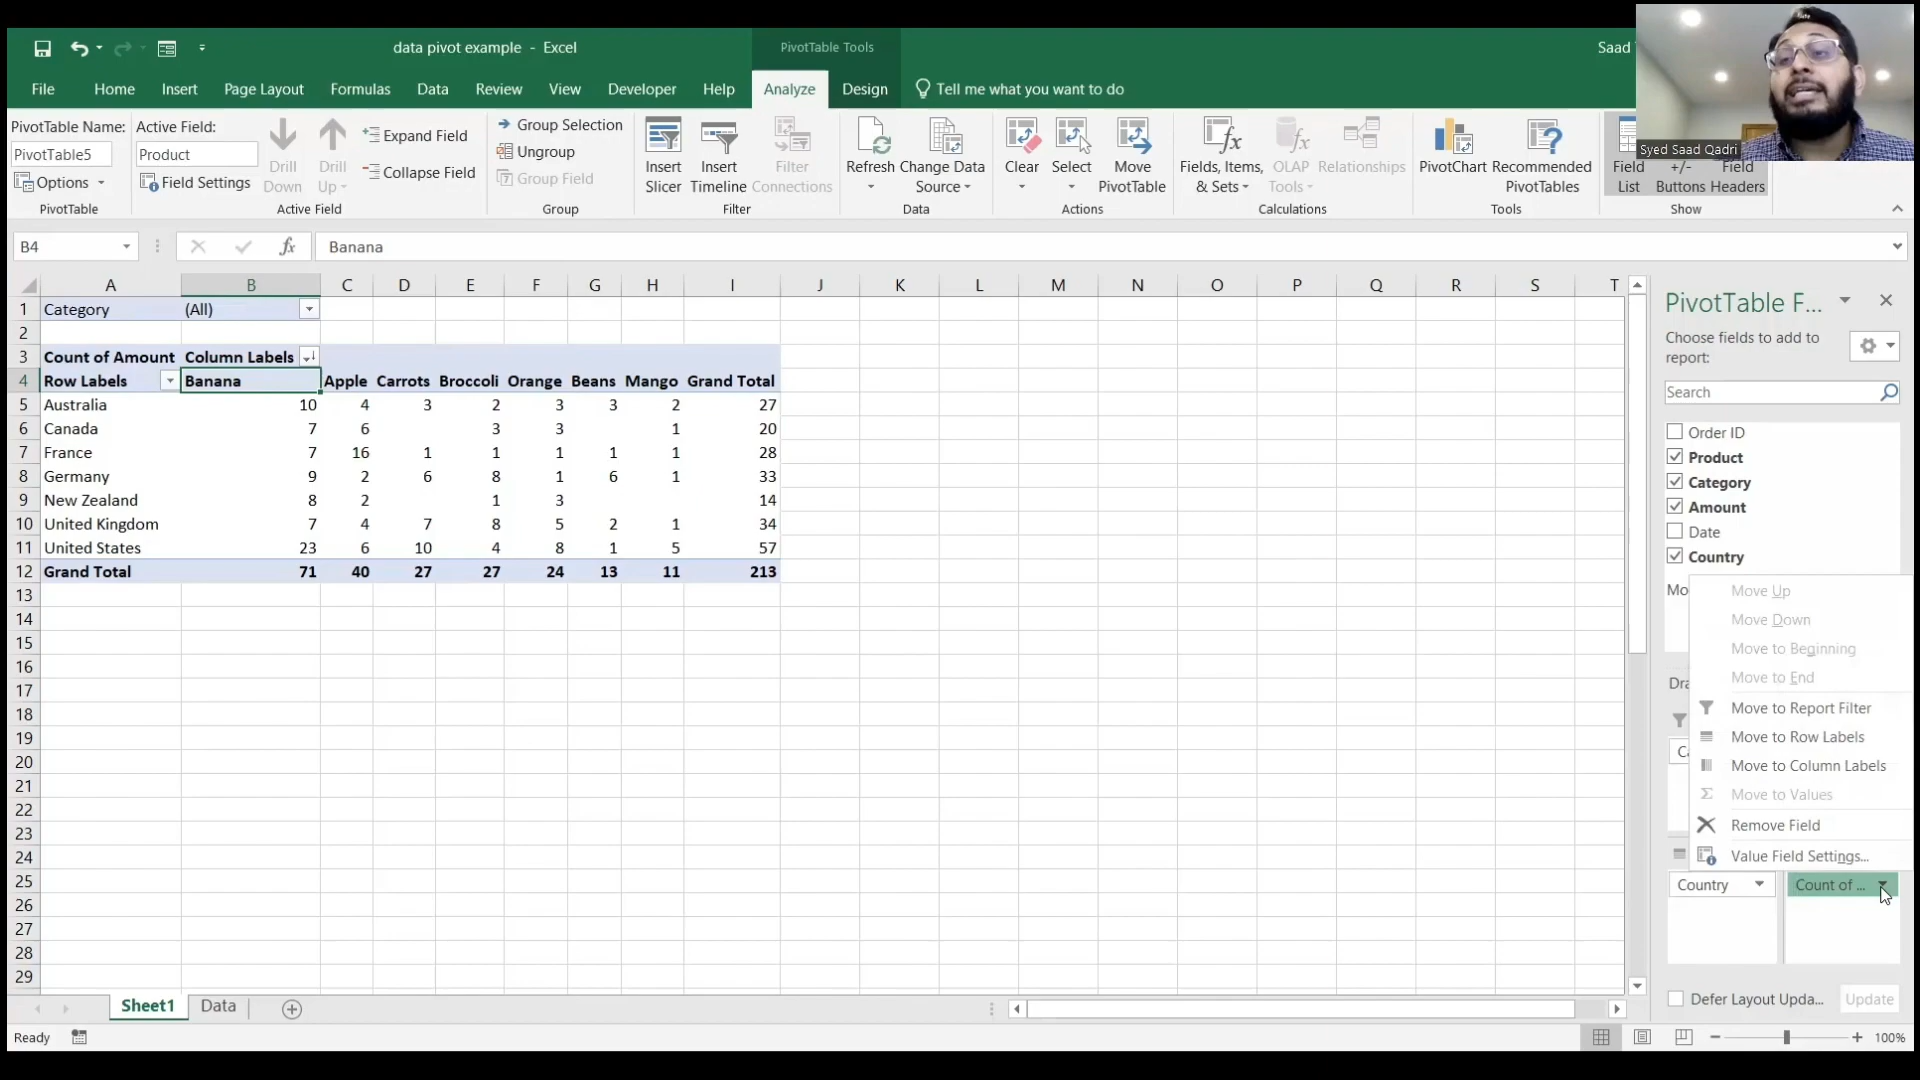 data pivot example - Excel
PivotTable Tools
Saad
File Home Insert Page Layout Formulas Data Review View Developer Help Analyze Design Tell me what you want to do
PivotTable Name:
PivotTable5
Options
PivotTable
Active Field:
Product
Field Settings
Drill Down
Drill Up
Expand Field
Collapse Field
Active Field
Group Selection
Ungroup
Group Field
Group
Insert Slicer
Insert Timeline
Filter Connections
Filter
Refresh
Change Data Source
Data
Clear
Select
Move PivotTable
Actions
Fields, Items, & Sets
OLAP Tools
Relationships
Calculations
PivotChart
Recommended PivotTables
Tools
Field List
+/- Buttons
Field Headers
Show
Syed Saad Qadri
B4 fx Banana
A B C D E F G H I J K L M N O P Q R S T
1 Category (All)
2
3 Count of Amount Column Labels
4 Row Labels Banana Apple Carrots Broccoli Orange Beans Mango Grand Total
5 Australia 10 4 3 2 3 3 2 27
6 Canada 7 6 3 3 1 20
7 France 7 16 1 1 1 1 1 28
8 Germany 9 2 6 8 1 6 1 33
9 New Zealand 8 2 1 3 14
10 United Kingdom 7 4 7 8 5 2 1 34
11 United States 23 6 10 4 8 1 5 57
12 Grand Total 71 40 27 27 24 13 11 213
13
14
15
16
17
18
19
20
21
22
23
24
25
26
27
28
29
PivotTable F...
Choose fields to add to
report:
Search
Order ID
Product
Category
Amount
Date
Country
Mo
Move Up
Move Down
Move to Beginning
Move to End
Dra
Move to Report Filter
Move to Row Labels
Ca
Move to Column Labels
Move to Values
Remove Field
Value Field Settings...
Country
Count of ...
Defer Layout Upda... Update
Sheet1 Data
Ready
100%